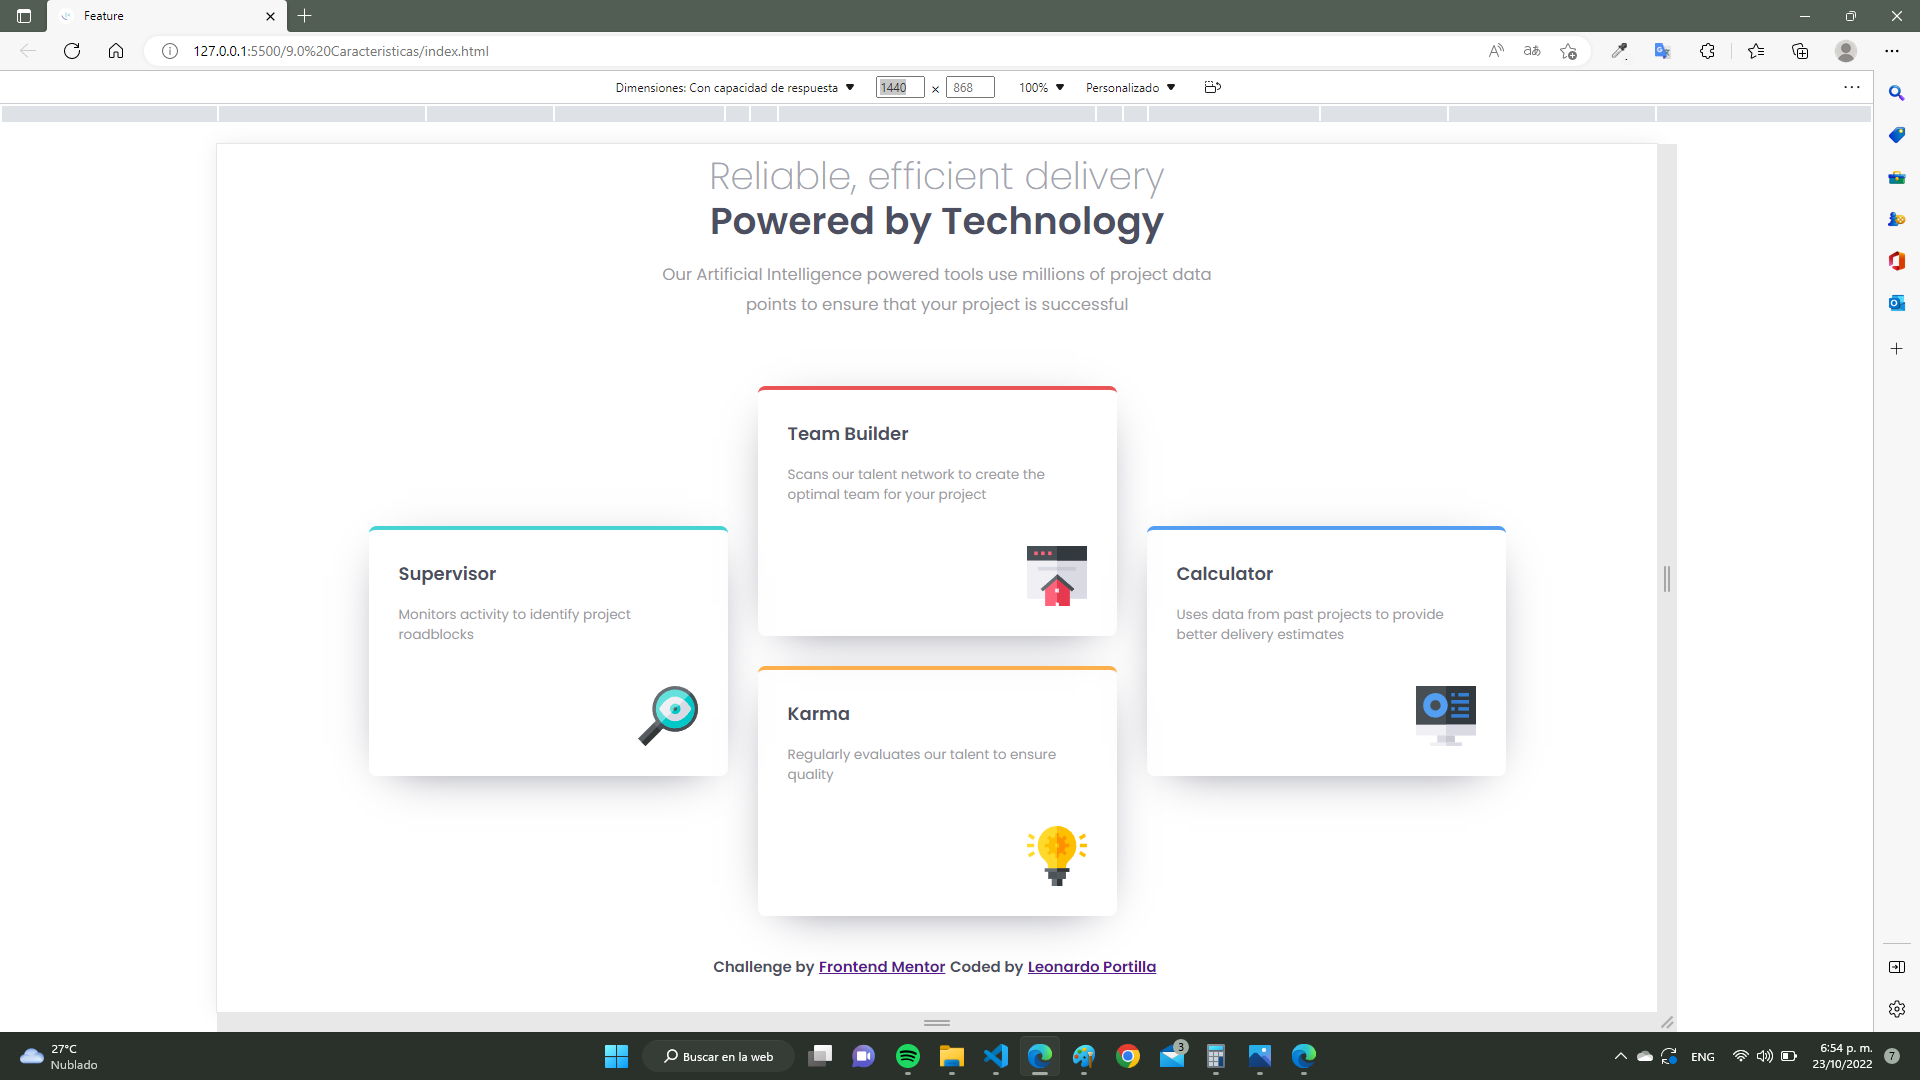 Feature
127.0.0.1:5500/9.0%20Caracteristicas/index.html
Dimensiones: Con capacidad de respuesta
1440 × 868
100%
Personalizado
Reliable, efficient delivery
Powered by Technology
Our Artificial Intelligence powered tools use millions of project data
points to ensure that your project is successful
Team Builder
Scans our talent network to create the
optimal team for your project
Supervisor
Monitors activity to identify project
roadblocks
Calculator
Uses data from past projects to provide
better delivery estimates
Karma
Regularly evaluates our talent to ensure
quality
Challenge by Frontend Mentor Coded by Leonardo Portilla
27°C
Nublado
Buscar en la web
3
ENG
6:54 p. m.
23/10/2022
7